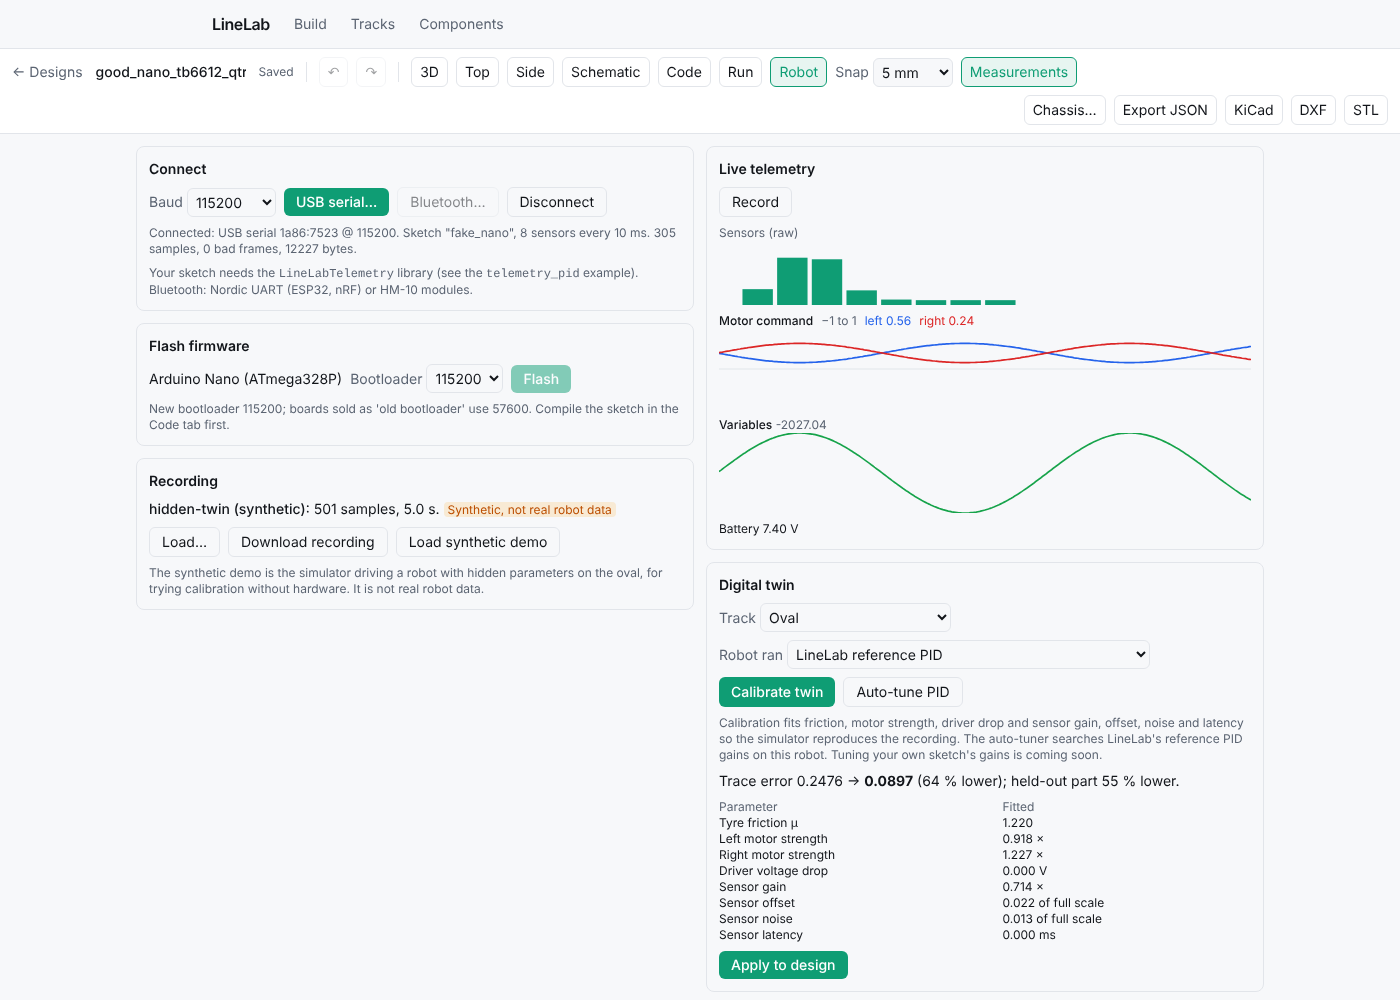 LineLab Build Tracks Components
← Designs good_nano_tb6612_qtr Saved ↶ ↷ 3D Top Side Schematic Code Run Robot Snap 5 mm Measurements
Chassis... Export JSON KiCad DXF STL
Connect
Baud 115200 USB serial... Bluetooth... Disconnect
Connected: USB serial 1a86:7523 @ 115200. Sketch "fake_nano", 8 sensors every 10 ms. 305
samples, 0 bad frames, 12227 bytes.
Your sketch needs the LineLabTelemetry library (see the telemetry_pid example).
Bluetooth: Nordic UART (ESP32, nRF) or HM-10 modules.
Flash firmware
Arduino Nano (ATmega328P) Bootloader 115200 Flash
New bootloader 115200; boards sold as 'old bootloader' use 57600. Compile the sketch in the
Code tab first.
Recording
hidden-twin (synthetic): 501 samples, 5.0 s. Synthetic, not real robot data
Load... Download recording Load synthetic demo
The synthetic demo is the simulator driving a robot with hidden parameters on the oval, for
trying calibration without hardware. It is not real robot data.
Live telemetry
Record
Sensors (raw)
Motor command −1 to 1 left 0.56 right 0.24
Variables -2027.04
Battery 7.40 V
Digital twin
Track Oval
Robot ran LineLab reference PID
Calibrate twin Auto-tune PID
Calibration fits friction, motor strength, driver drop and sensor gain, offset, noise and latency
so the simulator reproduces the recording. The auto-tuner searches LineLab's reference PID
gains on this robot. Tuning your own sketch's gains is coming soon.
Trace error 0.2476 → 0.0897 (64 % lower); held-out part 55 % lower.
Parameter Fitted
Tyre friction μ 1.220
Left motor strength 0.918 ×
Right motor strength 1.227 ×
Driver voltage drop 0.000 V
Sensor gain 0.714 ×
Sensor offset 0.022 of full scale
Sensor noise 0.013 of full scale
Sensor latency 0.000 ms
Apply to design